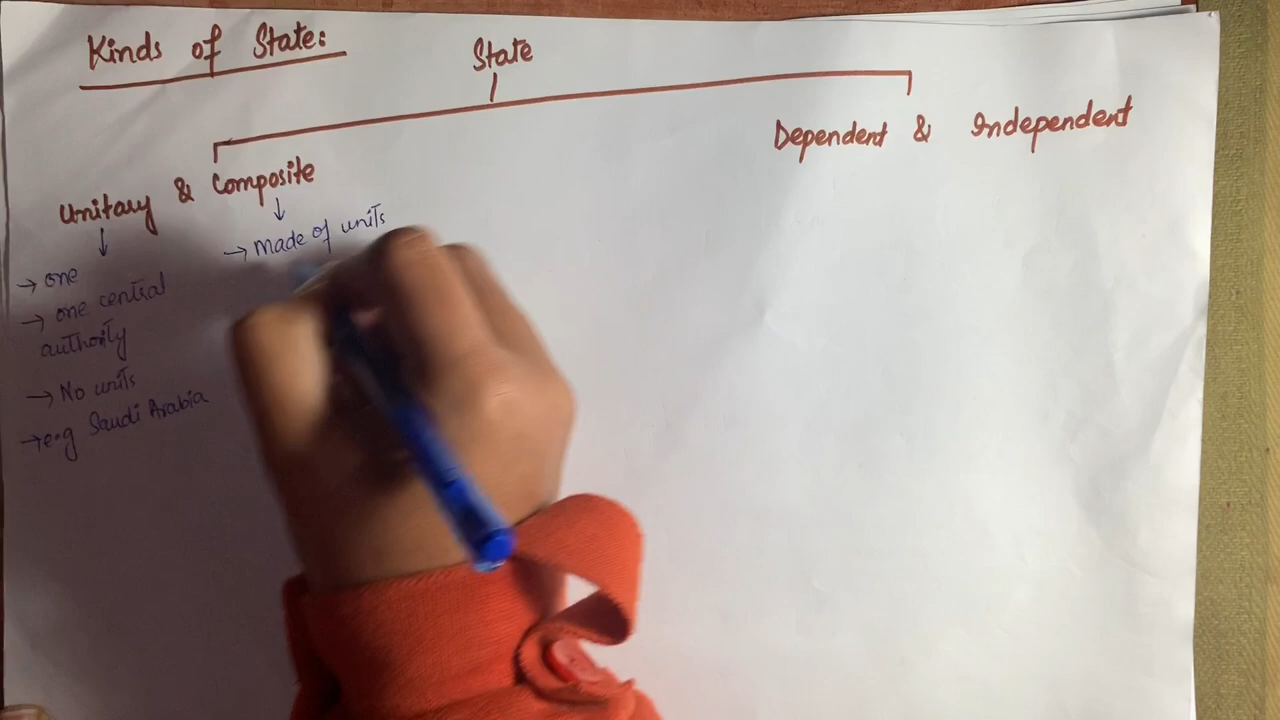 Kinds of State:
State
Dependent & Independent
Unitary & Composite
→ one
→ one central
authority
→ No units
→ e.g Saudi Arabia
→ Made of units